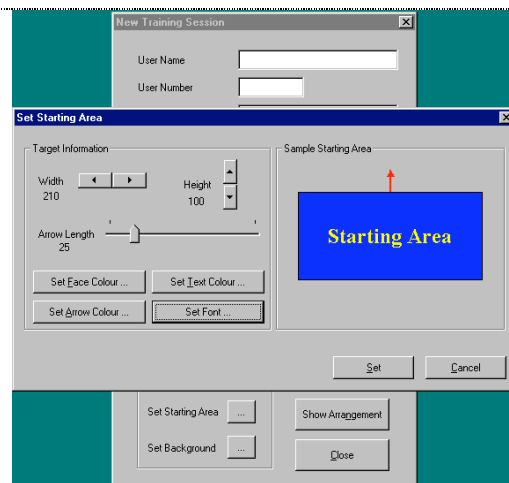 New Training Session
User Name
User Number
Set Starting Area
Target Information
Sample Starting Area
Width
210
Height
100
Arrow Length
25
Starting Area
Set Face Colour ...
Set Text Colour ...
Set Arrow Colour ...
Set Font ...
Set
Cancel
Set Starting Area
...
Show Arrangement
Set Background
...
Close